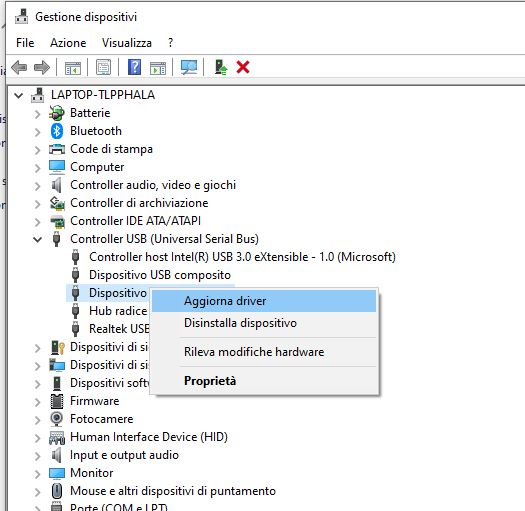 Gestione dispositivi
File Azione Visualizza ?
LAPTOP-TLPPHALA
Batterie
Bluetooth
Code di stampa
Computer
Controller audio, video e giochi
Controller di archiviazione
Controller IDE ATA/ATAPI
Controller USB (Universal Serial Bus)
Controller host Intel(R) USB 3.0 eXtensible - 1.0 (Microsoft)
Dispositivo USB composito
Dispositivo
Hub radice
Realtek USB
Aggiorna driver
Disinstalla dispositivo
Rileva modifiche hardware
Proprietà
Dispositivi di
Dispositivi di
Dispositivi
Firmware
Fotocamere
Human Interface Device (HID)
Input e output audio
Monitor
Mouse e altri dispositivi di puntamento
Porte (COM e LPT)